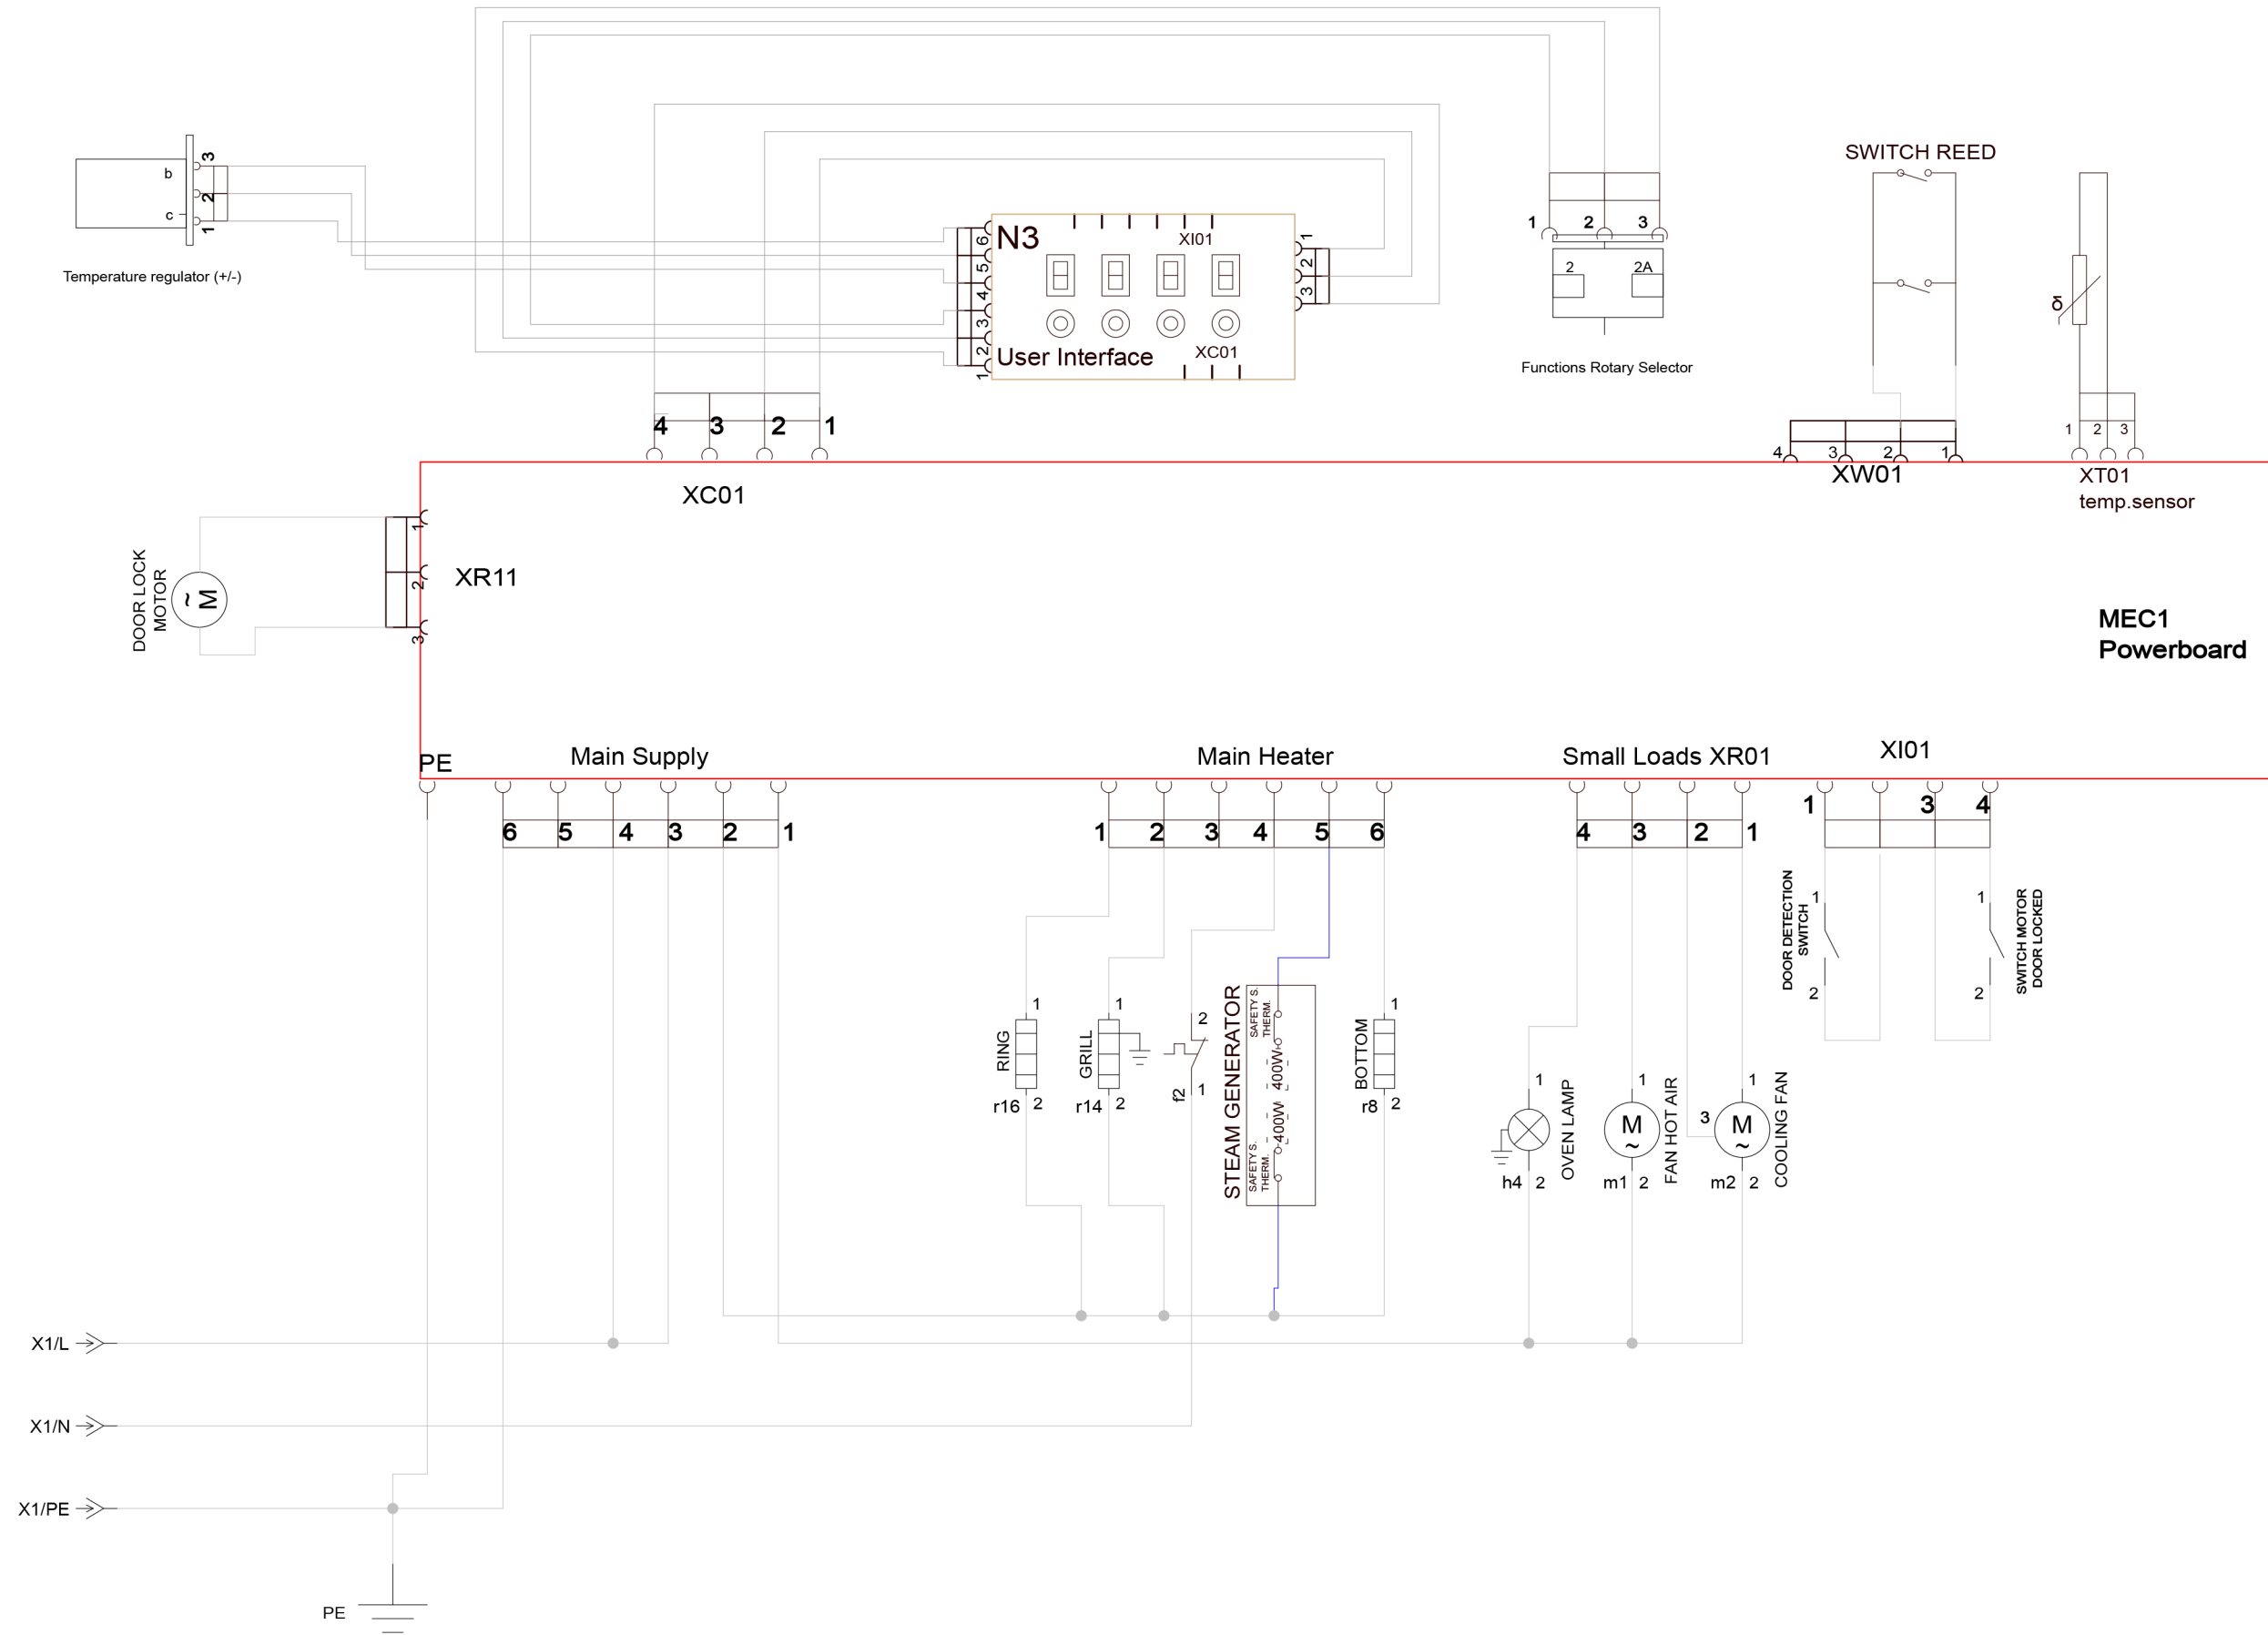 SWITCH REED
3
b
2
c
1
Temperature regulator (+/-)
N3
XI01
User Interface
XC01
6
5
4
3
2
1
1
2
3
1
2
3
2
2A
Functions Rotary Selector
δ1
4
3
2
1
4
3
2
1
1
2
3
XC01
XW01
XT01
temp.sensor
DOOR LOCK
MOTOR
M
~
1
2
3
XR11
MEC1
Powerboard
PE
Main Supply
Main Heater
Small Loads XR01
XI01
6
5
4
3
2
1
1
2
3
4
5
6
4
3
2
1
1
3
4
DOOR DETECTION
SWITCH
1
2
SWITCH MOTOR
DOOR LOCKED
1
2
RING
1
r16
2
GRILL
1
r14
2
2
f2
1
STEAM GENERATOR
SAFETY S.
THERM.
400W
400W
SAFETY S.
THERM.
BOTTOM
1
r8
2
1
OVEN LAMP
h4
2
1
M
~
FAN HOT AIR
m1
2
1
3
M
~
COOLING FAN
m2
2
X1/L
X1/N
X1/PE
PE